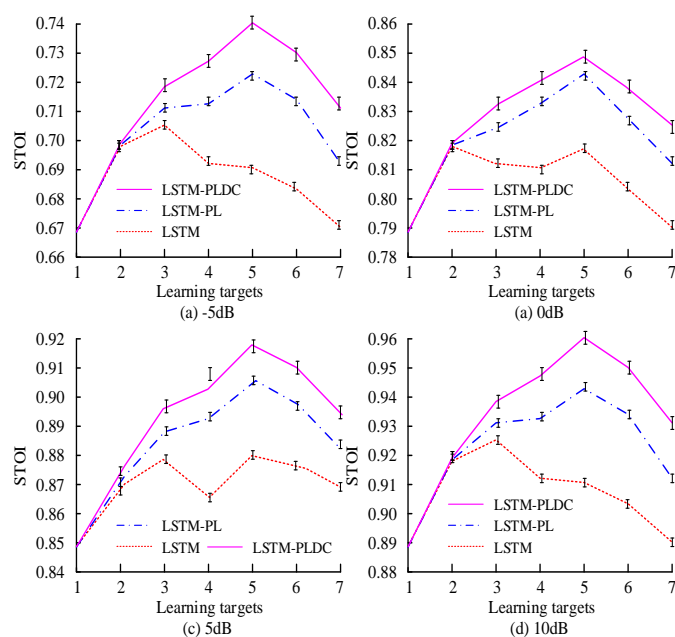 0.74
0.73
0.72
0.71
0.70
0.69
0.68
0.67
0.66
STOI
LSTM-PLDC
LSTM-PL
LSTM
1 2 3 4 5 6 7
Learning targets
(a) -5dB
0.86
0.85
0.84
0.83
0.82
0.81
0.80
0.79
0.78
STOI
LSTM-PLDC
LSTM-PL
LSTM
1 2 3 4 5 6 7
Learning targets
(a) 0dB
0.92
0.91
0.90
0.89
0.88
0.87
0.86
0.85
0.84
STOI
LSTM-PL
LSTM LSTM-PLDC
1 2 3 4 5 6 7
Learning targets
(c) 5dB
0.96
0.95
0.94
0.93
0.92
0.91
0.90
0.89
0.88
STOI
LSTM-PLDC
LSTM-PL
LSTM
1 2 3 4 5 6 7
Learning targets
(d) 10dB